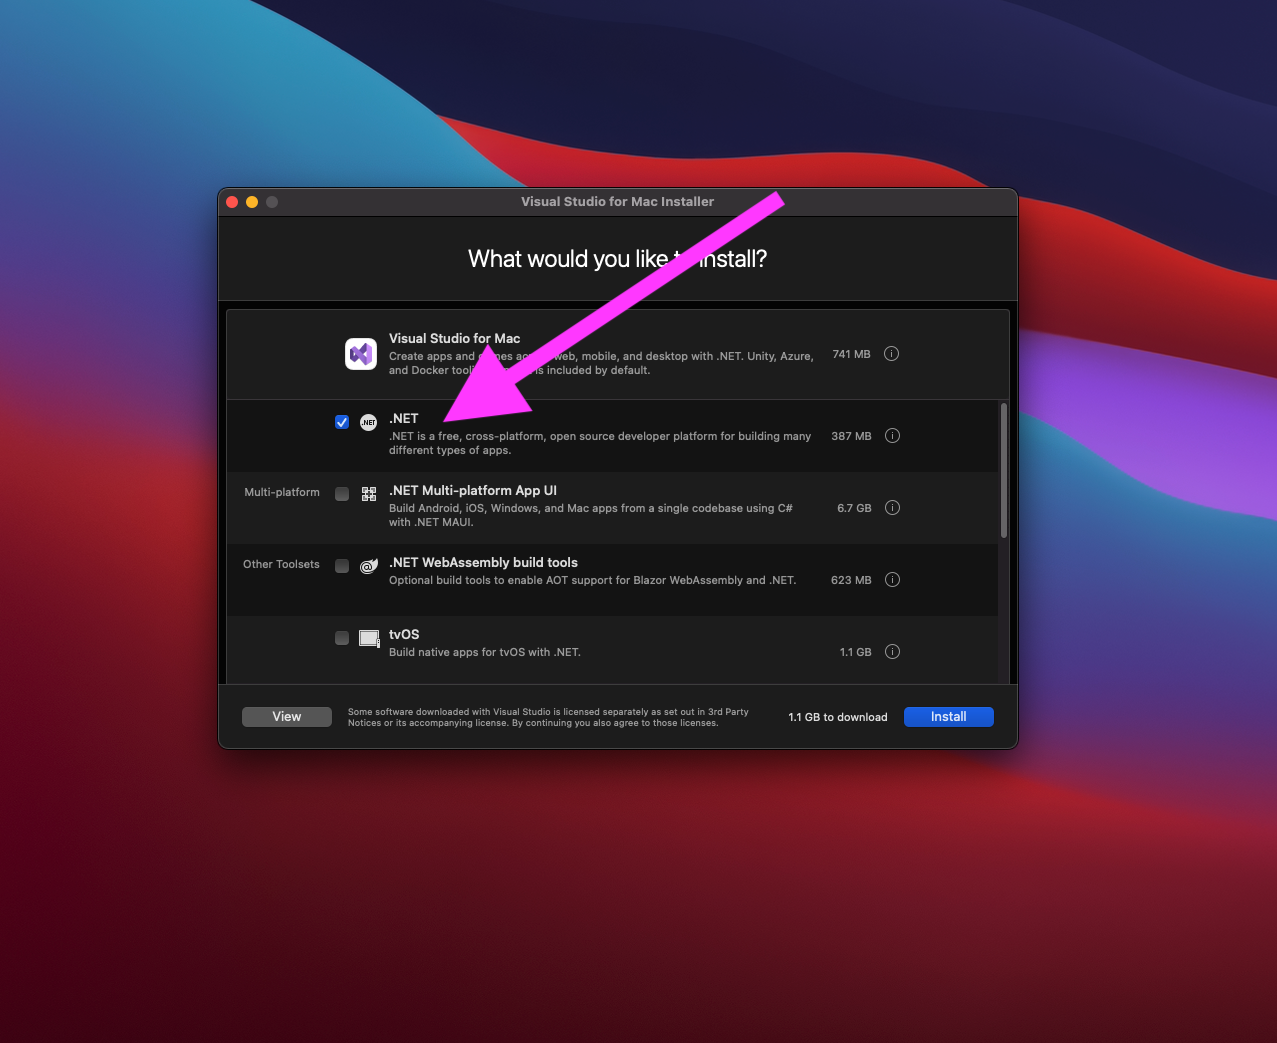 Visual Studio for Mac Installer
What would you like to install?
Visual Studio for Mac
Create apps and games across web, mobile, and desktop with .NET. Unity, Azure,
and Docker tooling is included by default.
741 MB
.NET
.NET
.NET is a free, cross-platform, open source developer platform for building many
different types of apps.
387 MB
Multi-platform
.NET Multi-platform App UI
Build Android, iOS, Windows, and Mac apps from a single codebase using C#
with .NET MAUI.
6.7 GB
Other Toolsets
.NET WebAssembly build tools
Optional build tools to enable AOT support for Blazor WebAssembly and .NET.
623 MB
tvOS
Build native apps for tvOS with .NET.
1.1 GB
View
Some software downloaded with Visual Studio is licensed separately as set out in 3rd Party
Notices or its accompanying license. By continuing you also agree to those licenses.
1.1 GB to download
Install